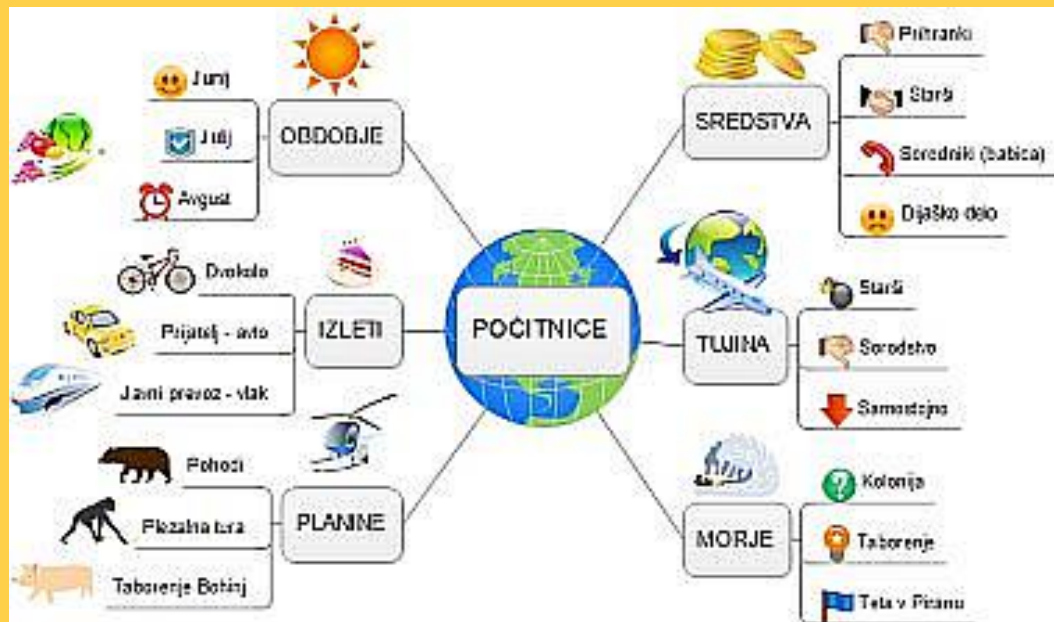 POČITNICE
OBDOBJE
Junij
Julij
Avgust
IZLETI
Dvokolo
Prijatelj - avto
Javni prevoz - vlak
PLANINE
Pohodi
Plezalna tura
Taborenje Bohinj
SREDSTVA
Prihranki
Starši
Sorodniki (babica)
Dijaško delo
TUJINA
Starši
Sorodstvo
Samostojno
MORJE
Kolonija
Taborenje
Teta v Piranu